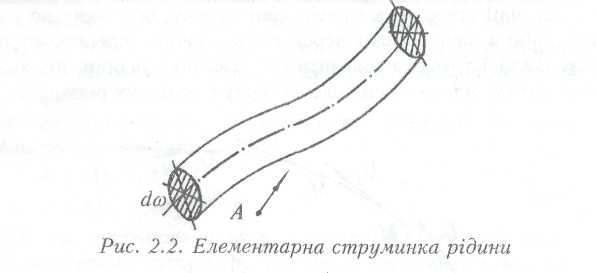 dω
A
Рис. 2.2. Елементарна струминка рідини